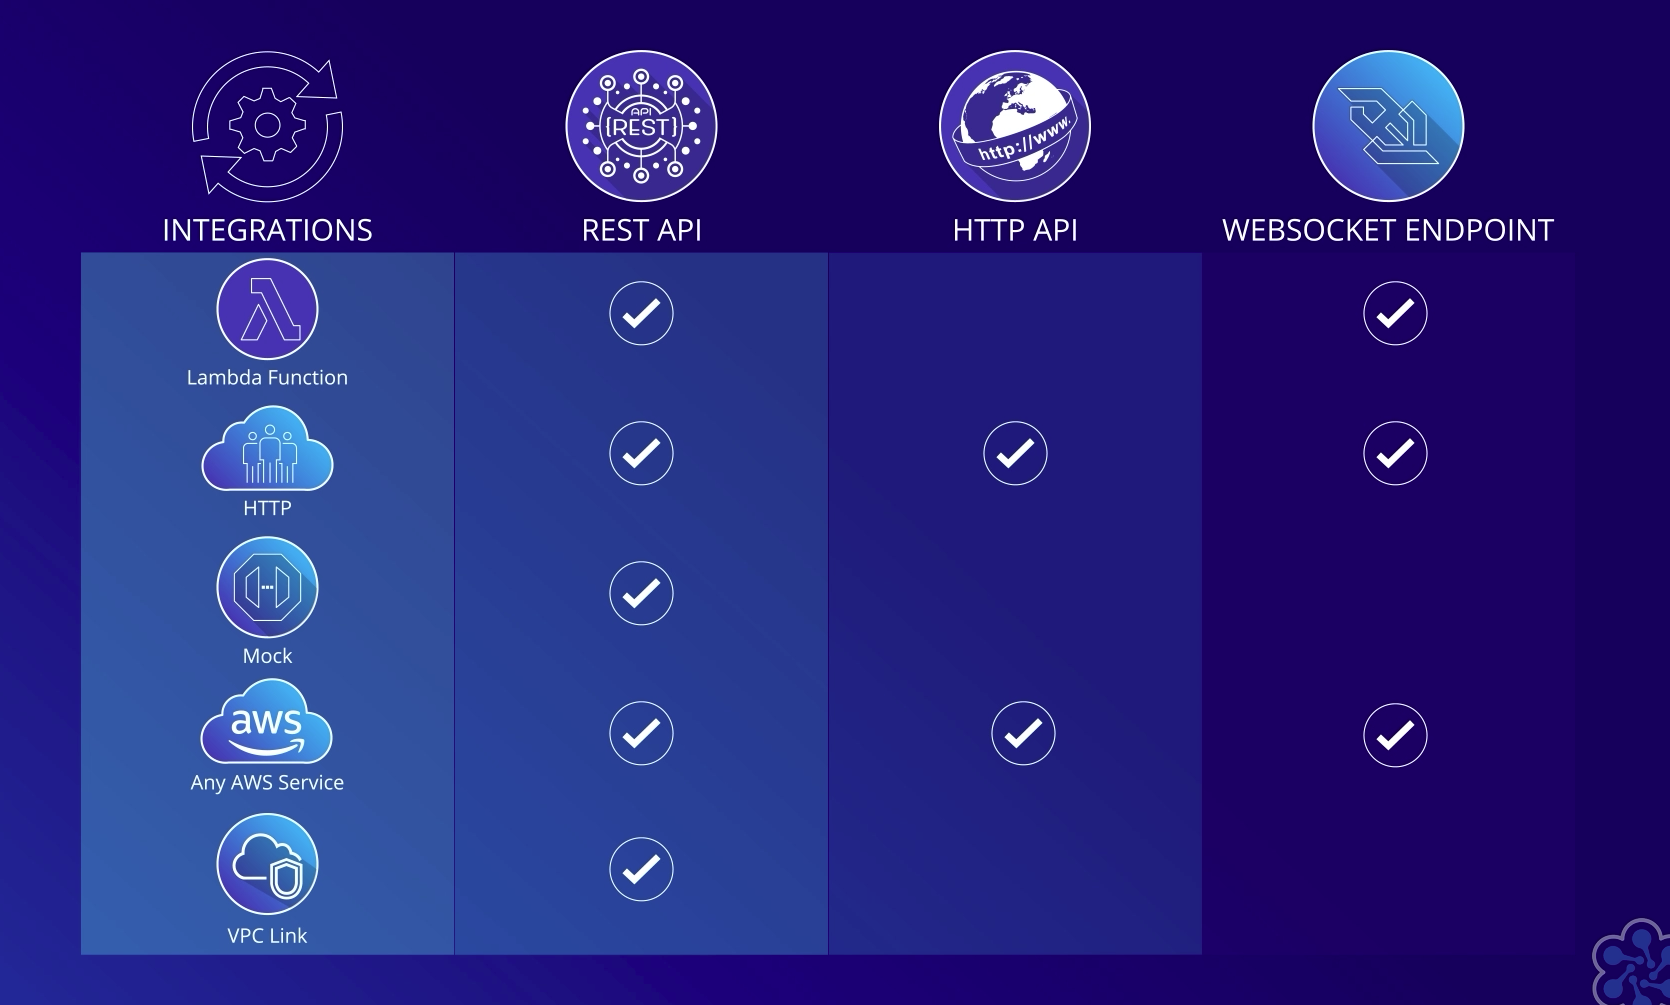 INTEGRATIONS
REST API
HTTP API
WEBSOCKET ENDPOINT
API
{REST}
http://www.
Lambda Function
HTTP
Mock
aws
Any AWS Service
VPC Link